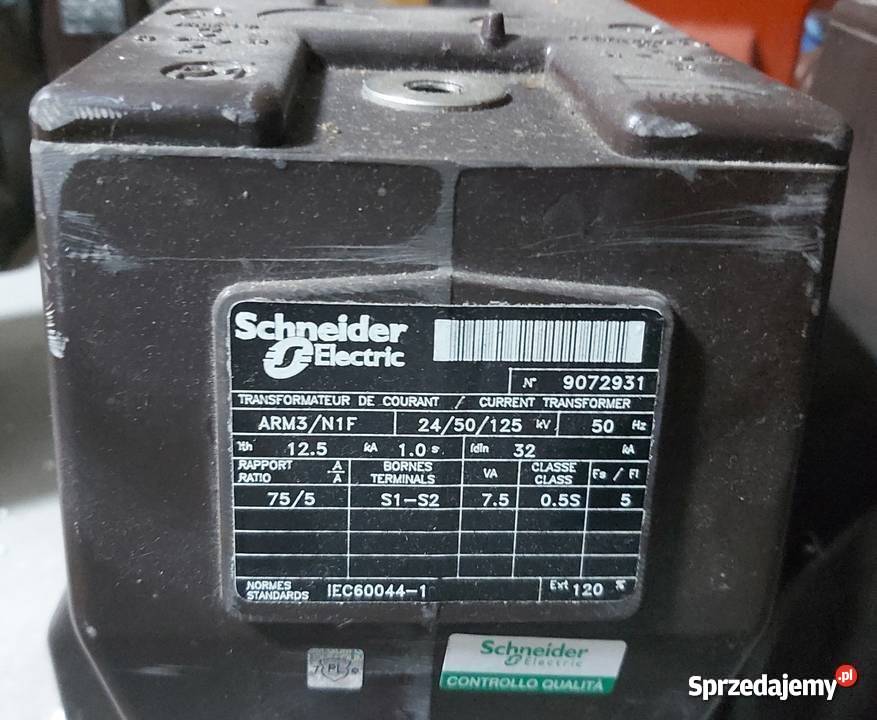 Schneider
Electric
N° 9072931
TRANSFORMATEUR DE COURANT / CURRENT TRANSFORMER
ARM3/N1F 24/50/125 kV 50 Hz
Ith 12.5 kA 1.0 s Idin 32 kA
RAPPORT A BORNES VA CLASSE Fs / FI
RATIO A TERMINALS CLASS
75/5 S1-S2 7.5 0.5S 5
NORMES
STANDARDS IEC60044-1 Ext 120 %
PL
Schneider
Electric
CONTROLLO QUALITÀ
Sprzedajemy.pl